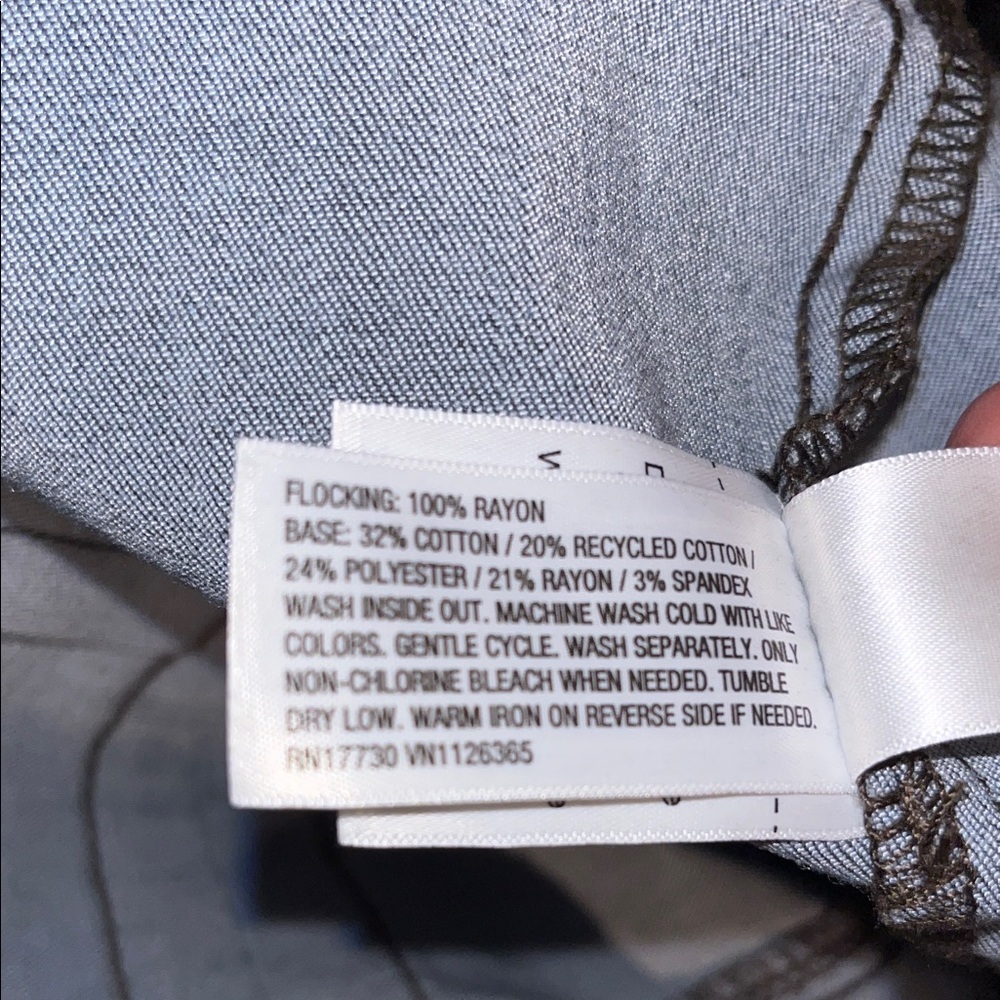 FLOCKING: 100% RAYON
BASE: 32% COTTON / 20% RECYCLED COTTON /
24% POLYESTER / 21% RAYON / 3% SPANDEX
WASH INSIDE OUT. MACHINE WASH COLD WITH LIKE
COLORS. GENTLE CYCLE. WASH SEPARATELY. ONLY
NON-CHLORINE BLEACH WHEN NEEDED. TUMBLE
DRY LOW. WARM IRON ON REVERSE SIDE IF NEEDED.
RN17730 VN1126365